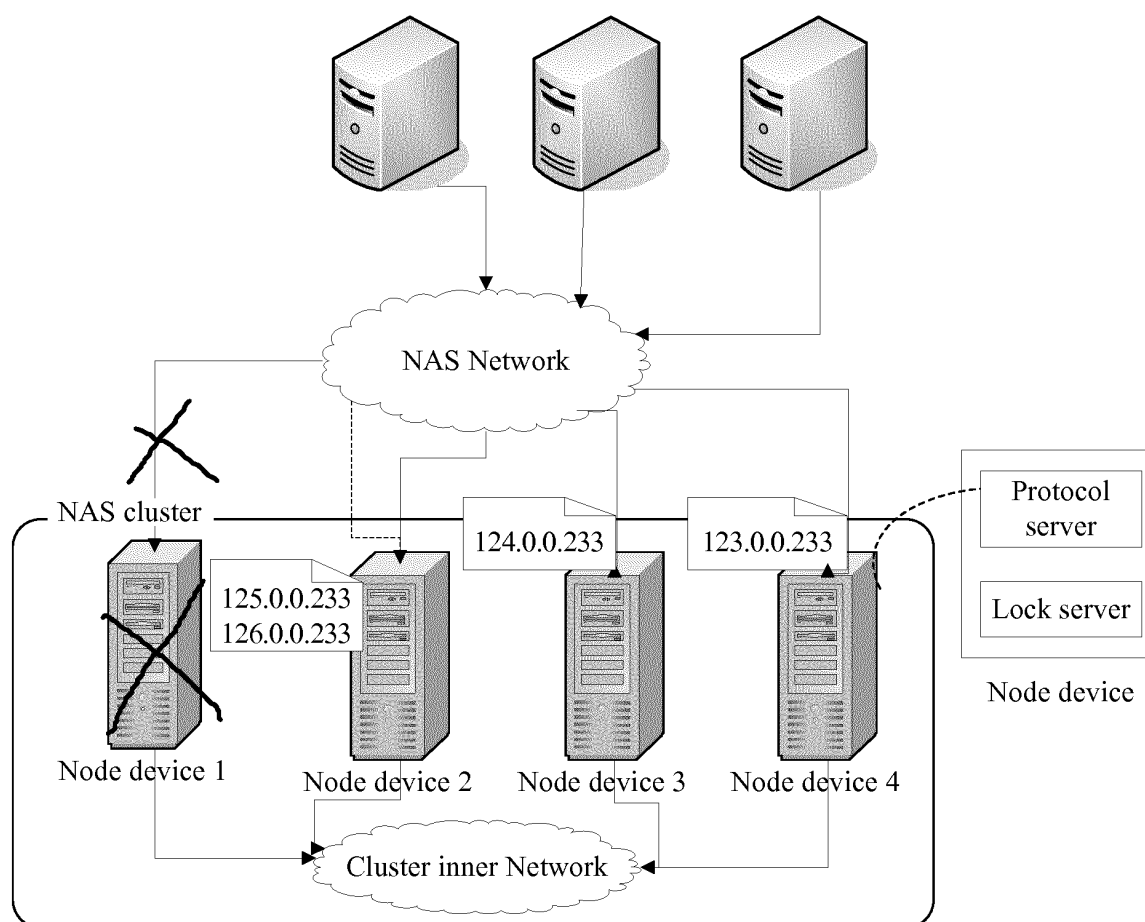 NAS Network
NAS cluster
124.0.0.233
123.0.0.233
Protocol
server
125.0.0.233
126.0.0.233
Lock server
Node device
Node device 1
Node device 2
Node device 3
Node device 4
Cluster inner Network